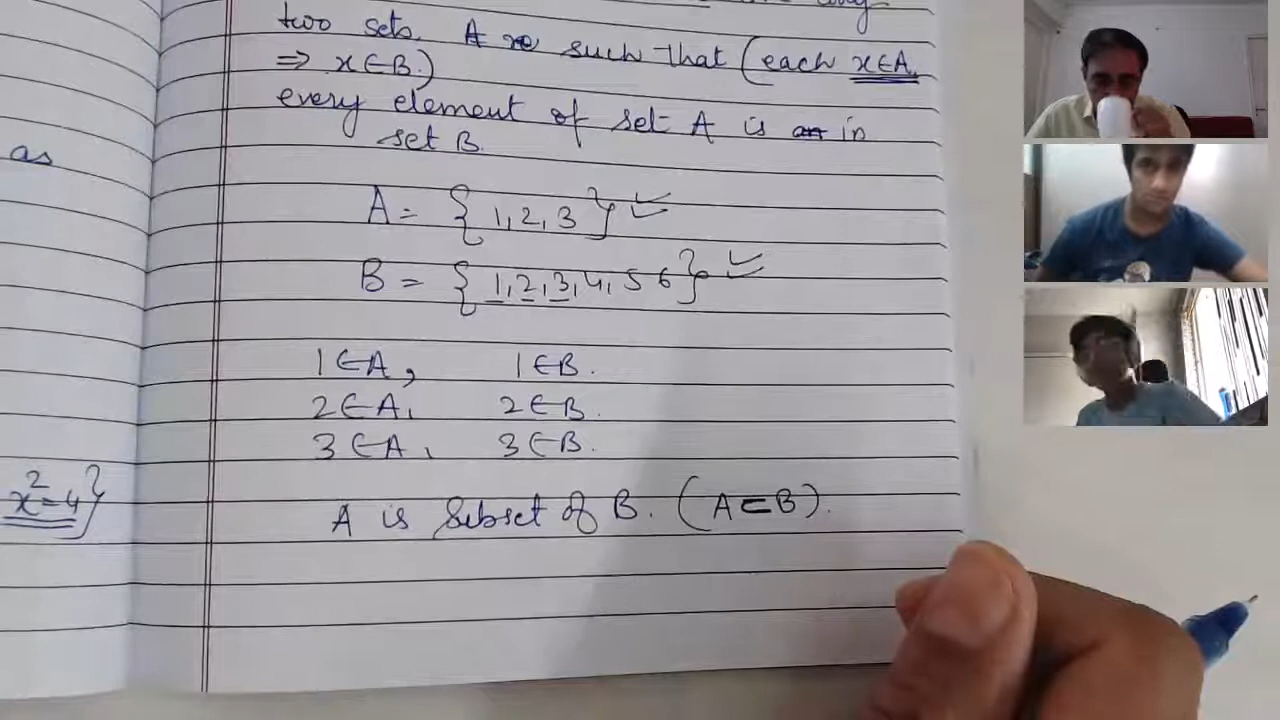 two sets. A such that (each x∈A,
⇒ x∈B.)
every element of set A is in
set B.
as
A = { 1, 2, 3 }
B = { 1, 2, 3, 4, 5 6 }
1 ∈ A, 1 ∈ B.
2 ∈ A, 2 ∈ B.
3 ∈ A, 3 ∈ B.
x² = 4}
A is Subset of B. (A ⊂ B).